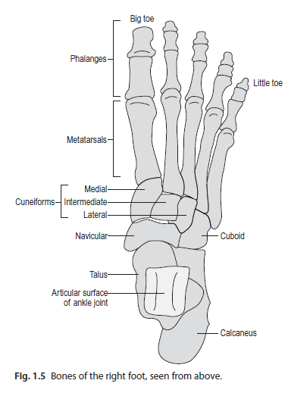 Big toe
Phalanges
Little toe
Metatarsals
Medial
Cuneiforms
Intermediate
Lateral
Navicular
Cuboid
Talus
Articular surface
of ankle joint
Calcaneus
Fig. 1.5 Bones of the right foot, seen from above.